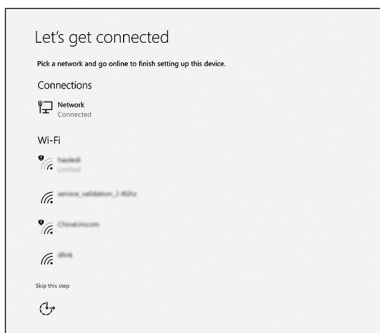 Let's get connected
Pick a network and go online to finish setting up this device.
Connections
Network
Connected
Wi-Fi
Limited
service_validation_2.4Ghz
ChinaUnicom
dlink
Skip this step